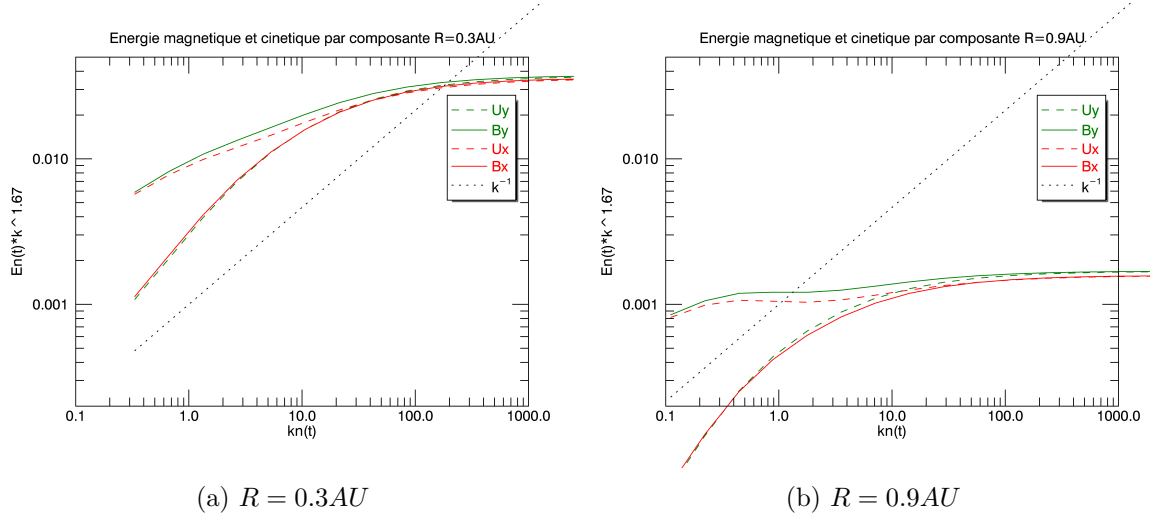 Energie magnetique et cinetique par composante R=0.3AU
En(t)*k^1.67
0.010
0.001
Uy
By
Ux
Bx
k⁻¹
0.1 1.0 10.0 100.0 1000.0
kn(t)
(a) R = 0.3AU
Energie magnetique et cinetique par composante R=0.9AU
En(t)*k^1.67
0.010
0.001
Uy
By
Ux
Bx
k⁻¹
0.1 1.0 10.0 100.0 1000.0
kn(t)
(b) R = 0.9AU